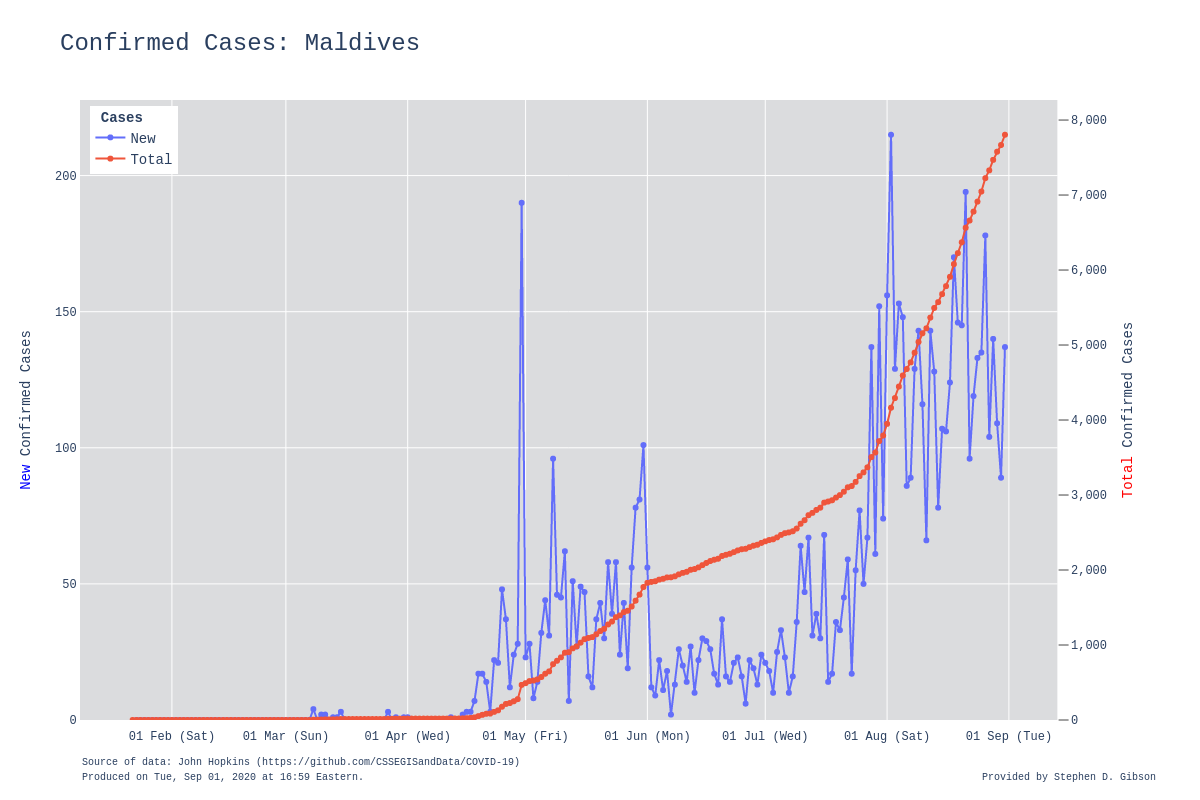 Confirmed Cases: Maldives
Cases
New
Total
200
150
100
50
0
8,000
7,000
6,000
5,000
4,000
3,000
2,000
1,000
0
New Confirmed Cases
Total Confirmed Cases
01 Feb (Sat) 01 Mar (Sun) 01 Apr (Wed) 01 May (Fri) 01 Jun (Mon) 01 Jul (Wed) 01 Aug (Sat) 01 Sep (Tue)
Source of data: John Hopkins (https://github.com/CSSEGISandData/COVID-19)
Produced on Tue, Sep 01, 2020 at 16:59 Eastern.
Provided by Stephen D. Gibson